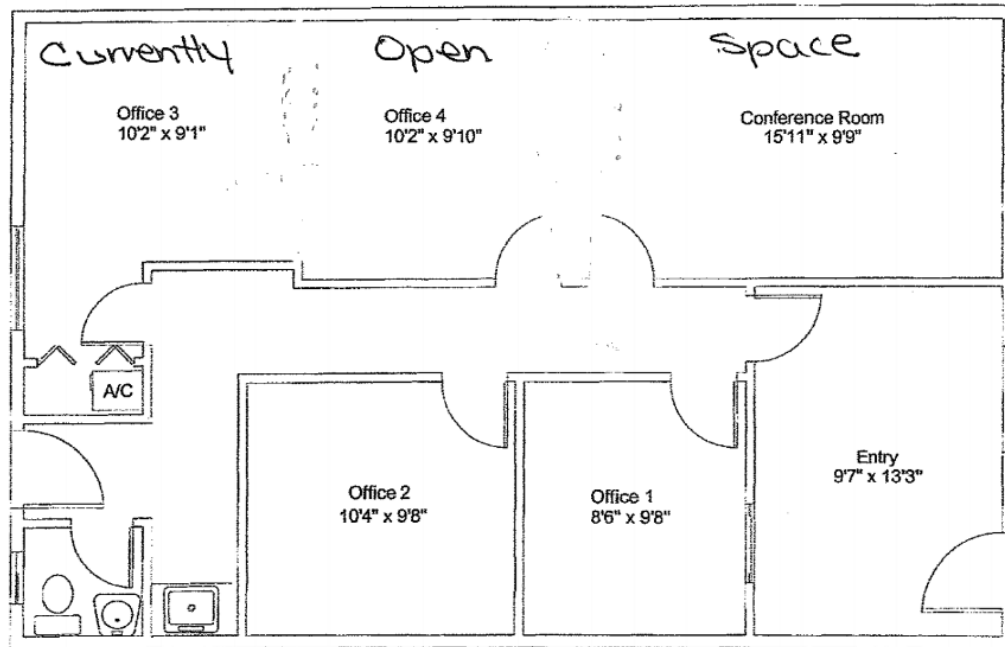 Currently Open Space
Office 3
10'2" x 9'1"
Office 4
10'2" x 9'10"
Conference Room
15'11" x 9'9"
A/C
Office 2
10'4" x 9'8"
Office 1
8'6" x 9'8"
Entry
9'7" x 13'3"